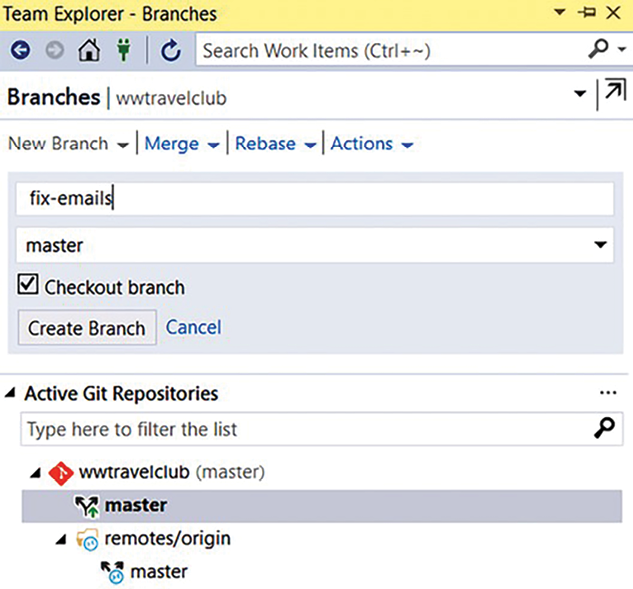 Team Explorer - Branches
Search Work Items (Ctrl+~)
Branches | wwtravelclub
New Branch | Merge | Rebase | Actions
fix-emails
master
Checkout branch
Create Branch Cancel
Active Git Repositories ...
Type here to filter the list
wwtravelclub (master)
master
remotes/origin
master